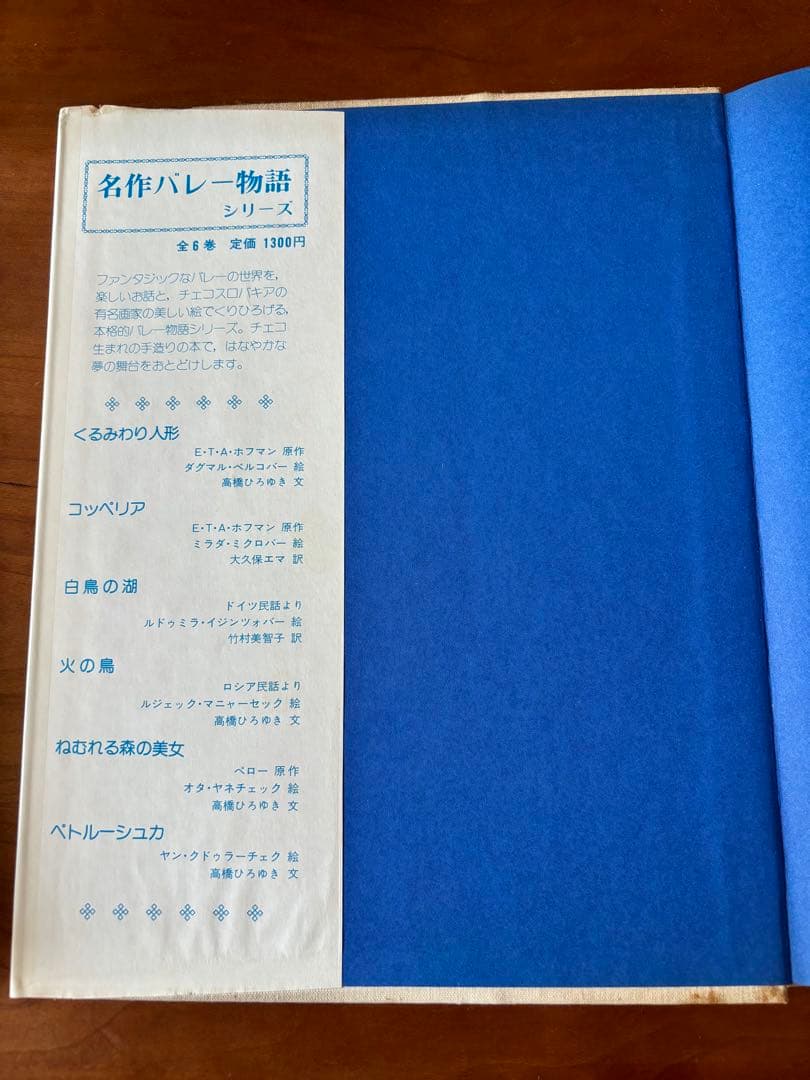 名作バレー物語
シリーズ
全6巻 定価 1300円
ファンタジックなバレーの世界を,
楽しいお話と, チェコスロバキアの
有名画家の美しい絵でくりひろげる,
本格的バレー物語シリーズ。チェコ
生まれの手造りの本で, はなやかな
夢の舞台をおとどけします。
くるみわり人形
E・T・A・ホフマン 原作
ダグマル・ベルコバー 絵
高橋ひろゆき 文
コッペリア
E・T・A・ホフマン 原作
ミラダ・ミクロバー 絵
大久保エマ 訳
白鳥の湖
ドイツ民話より
ルドゥミラ・イジンツォバー 絵
竹村美智子 訳
火の鳥
ロシア民話より
ルジェック・マニャーセック 絵
高橋ひろゆき 文
ねむれる森の美女
ペロー 原作
オタ・ヤネチェック 絵
高橋ひろゆき 文
ペトルーシュカ
ヤン・クドゥラーチェク 絵
高橋ひろゆき 文